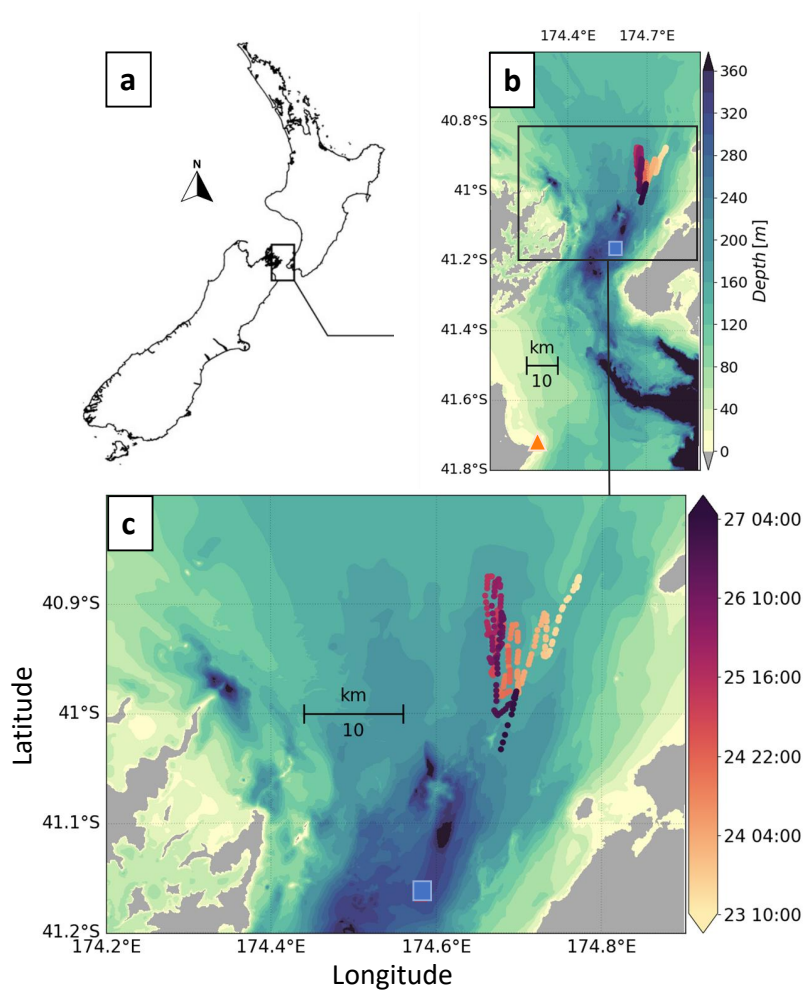 a
N
b
174.4°E 174.7°E
40.8°S
41°S
41.2°S
41.4°S
41.6°S
41.8°S
km
10
360
320
280
240
200
160
120
80
40
0
Depth [m]
c
40.9°S
41°S
41.1°S
41.2°S
Latitude
km
10
174.2°E 174.4°E 174.6°E 174.8°E
Longitude
27 04:00
26 10:00
25 16:00
24 22:00
24 04:00
23 10:00